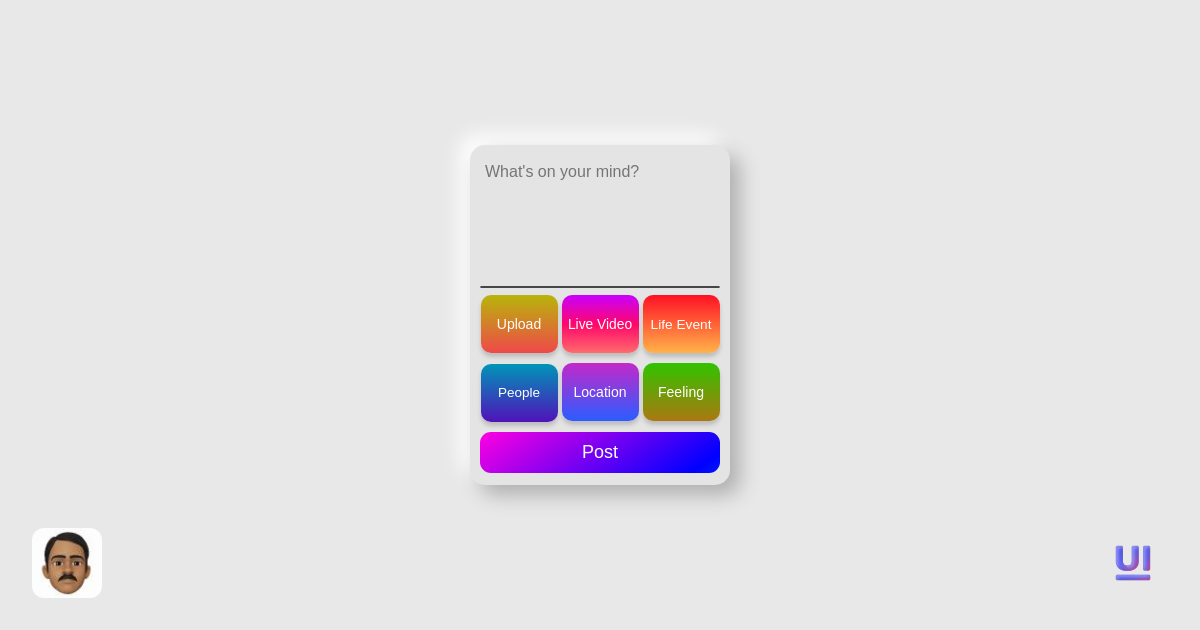 What's on your mind?
Upload Live Video Life Event
People Location Feeling
Post
UI